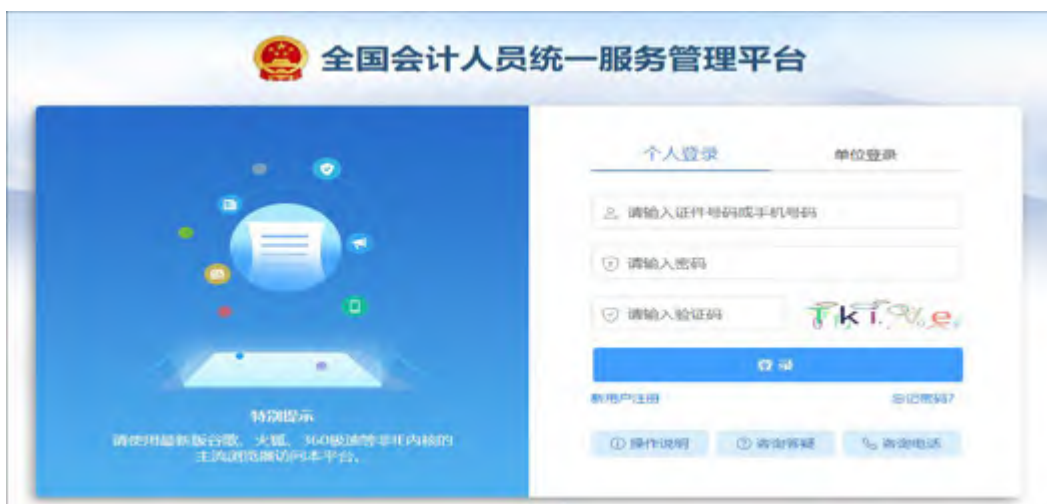 全国会计人员统一服务管理平台
个人登录
单位登录
请输入证件号码或手机号码
请输入密码
请输入验证码
登录
新用户注册
忘记密码?
操作说明
咨询答疑
咨询电话
特别提示
请使用最新版谷歌、火狐、360极速等非IE内核的
主流浏览器访问本平台。